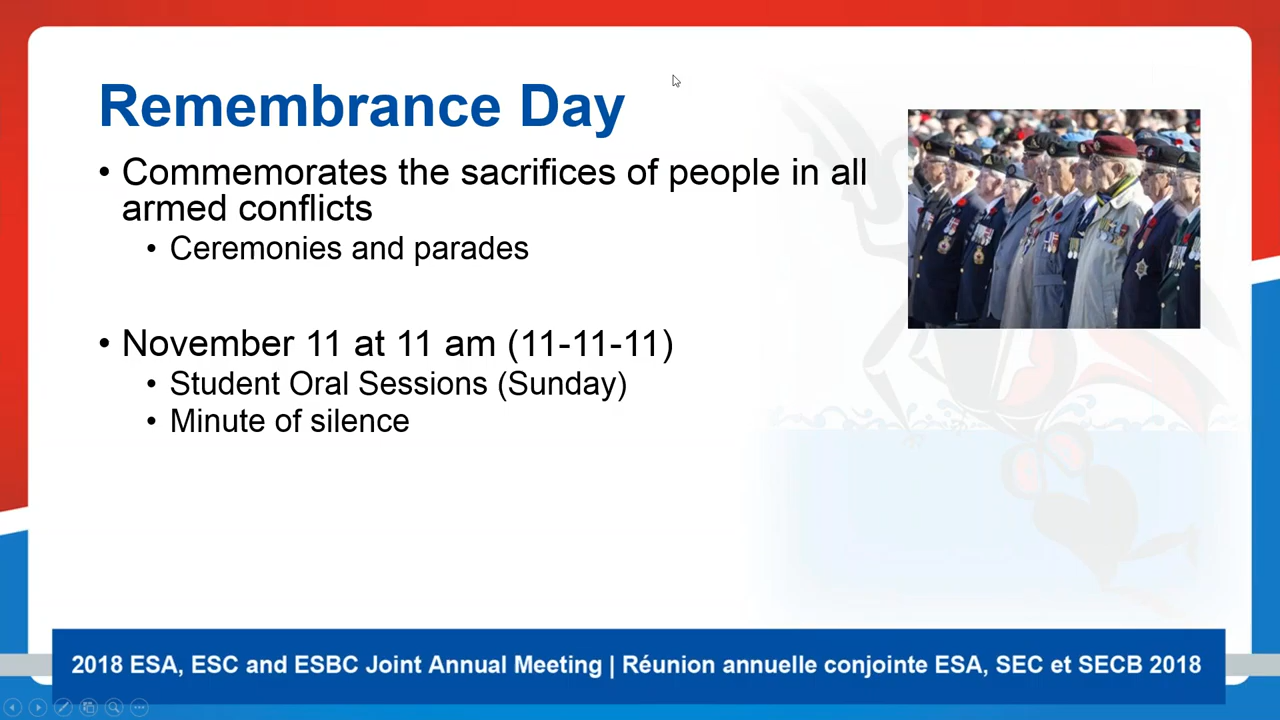 Remembrance Day
• Commemorates the sacrifices of people in all
armed conflicts
• Ceremonies and parades
• November 11 at 11 am (11-11-11)
• Student Oral Sessions (Sunday)
• Minute of silence
2018 ESA, ESC and ESBC Joint Annual Meeting | Réunion annuelle conjointe ESA, SEC et SECB 2018